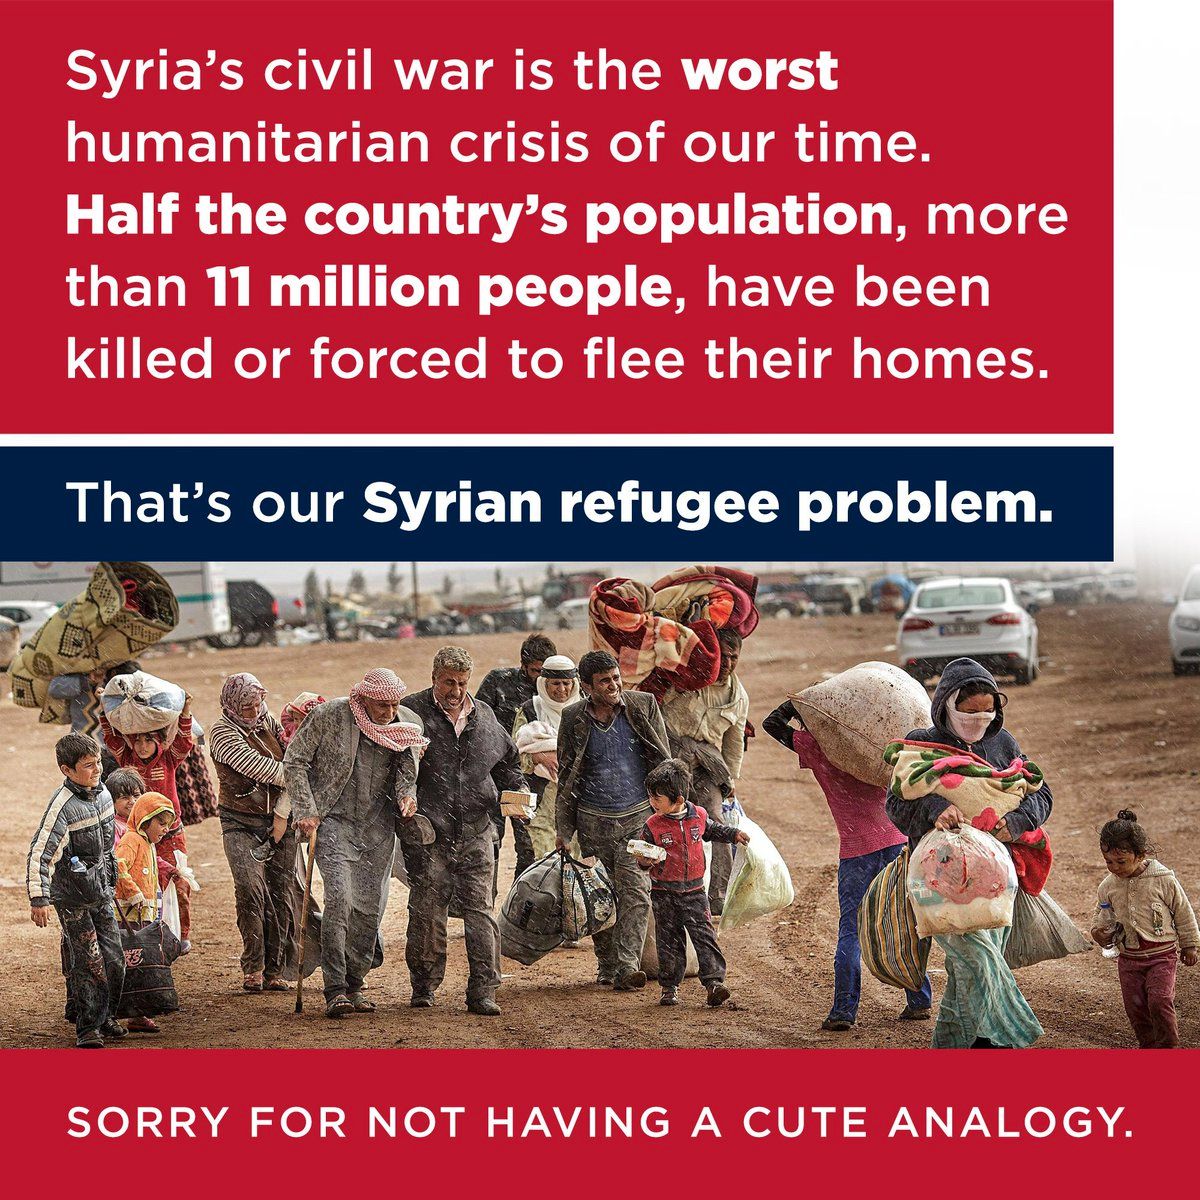 Syria’s civil war is the worst
humanitarian crisis of our time.
Half the country’s population, more
than 11 million people, have been
killed or forced to flee their homes.
That’s our Syrian refugee problem.
SORRY FOR NOT HAVING A CUTE ANALOGY.